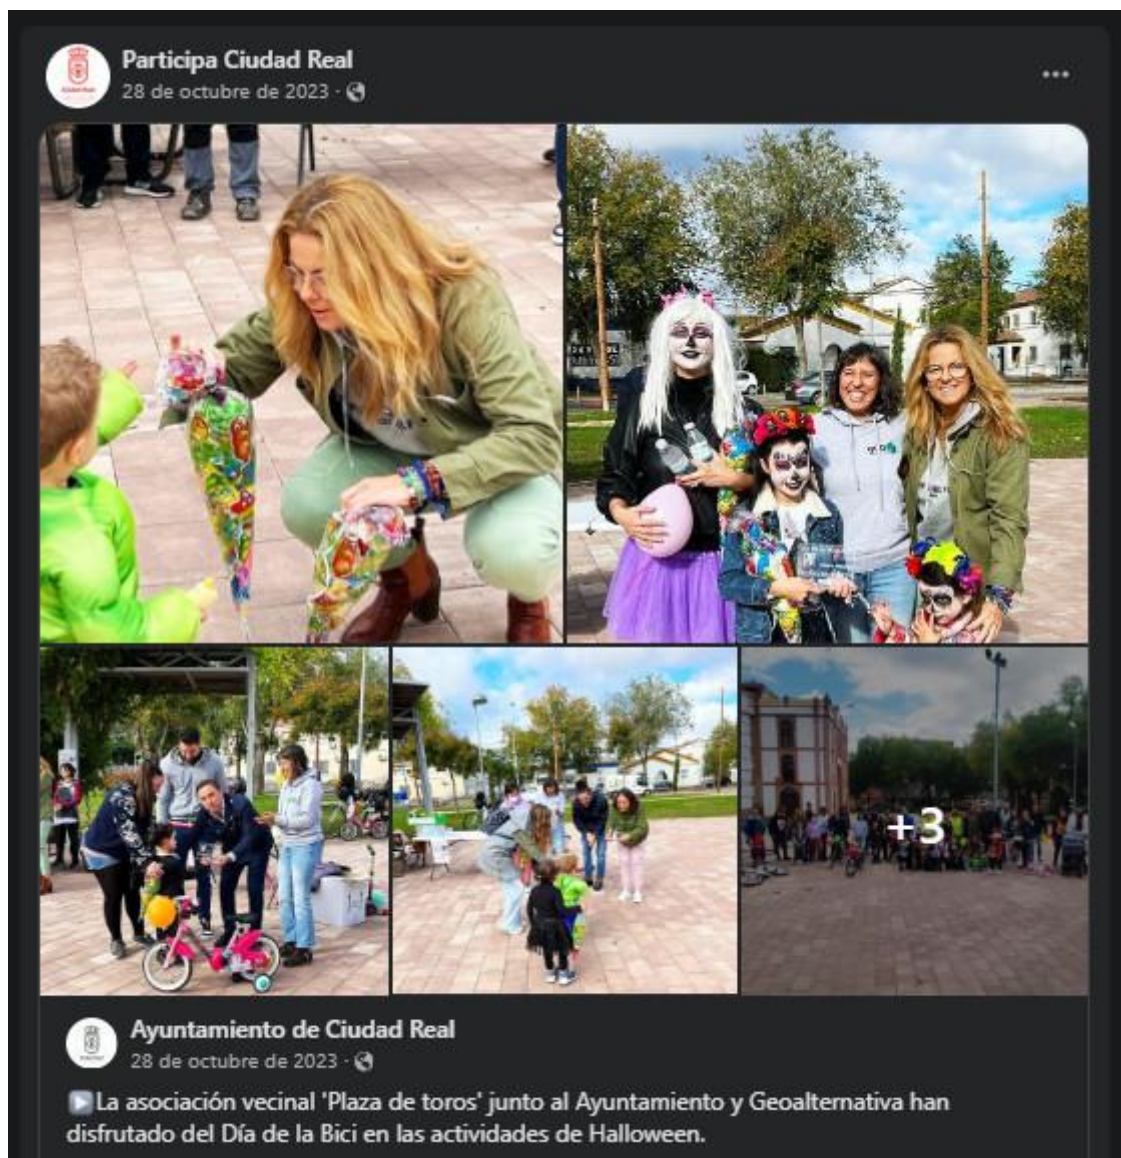 Participa Ciudad Real
28 de octubre de 2023 ·
+3
Ayuntamiento de Ciudad Real
28 de octubre de 2023 ·
La asociación vecinal 'Plaza de toros' junto al Ayuntamiento y Geoalternativa han
disfrutado del Día de la Bici en las actividades de Halloween.